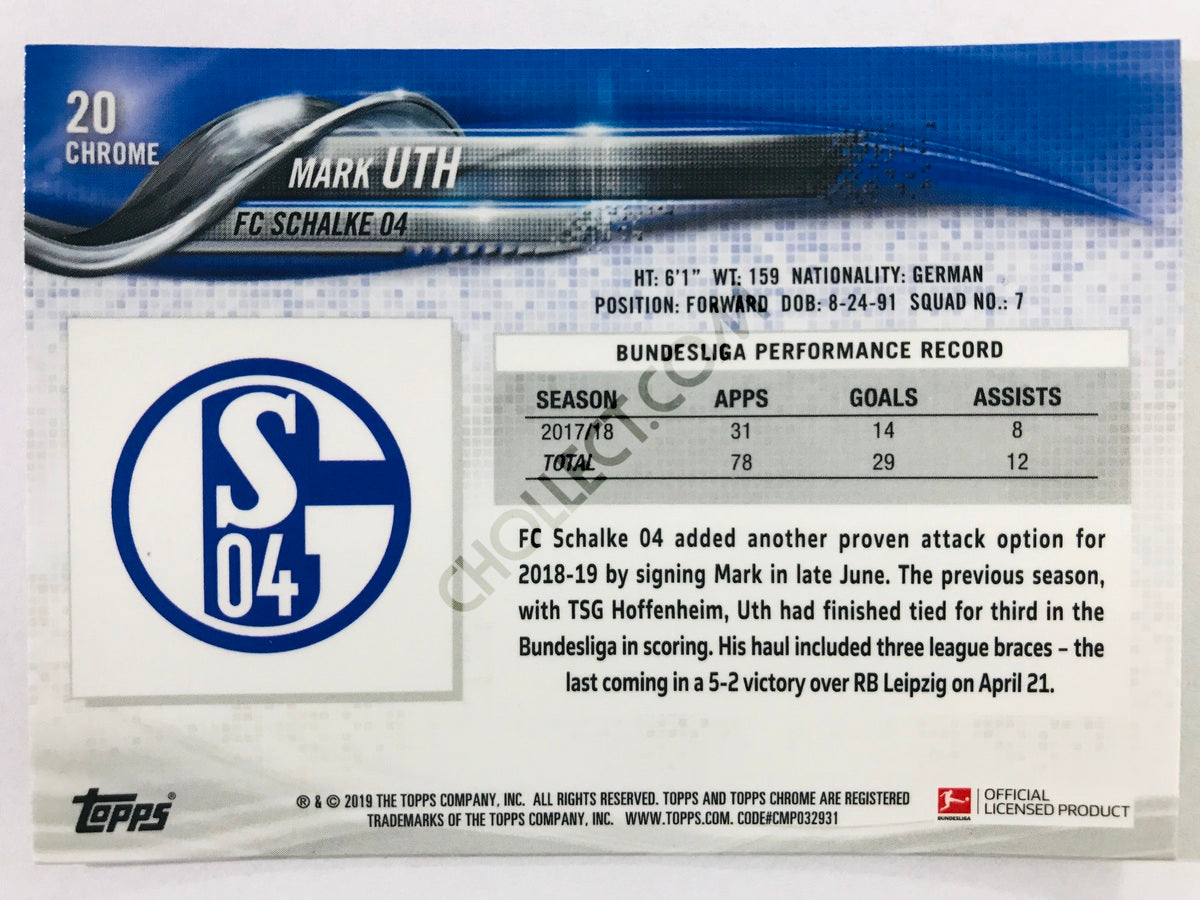 20
CHROME
MARK UTH
FC SCHALKE 04
HT: 6'1" WT: 159 NATIONALITY: GERMAN
POSITION: FORWARD DOB: 8-24-91 SQUAD NO.: 7
BUNDESLIGA PERFORMANCE RECORD
SEASON APPS GOALS ASSISTS
2017/18 31 14 8
TOTAL 78 29 12
S
04
FC Schalke 04 added another proven attack option for
2018-19 by signing Mark in late June. The previous season,
with TSG Hoffenheim, Uth had finished tied for third in the
Bundesliga in scoring. His haul included three league braces – the
last coming in a 5-2 victory over RB Leipzig on April 21.
CHOLLECT.COM
topps®
® & © 2019 THE TOPPS COMPANY, INC. ALL RIGHTS RESERVED. TOPPS AND TOPPS CHROME ARE REGISTERED
TRADEMARKS OF THE TOPPS COMPANY, INC. WWW.TOPPS.COM. CODE#CMP032931
BUNDESLIGA
OFFICIAL
LICENSED PRODUCT